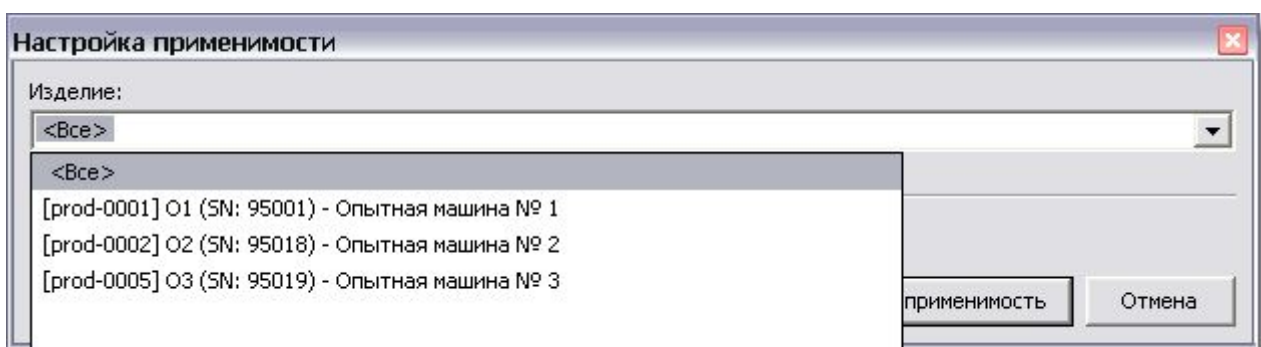 Настройка применимости
Изделие:
<Все>
<Все>
[prod-0001] О1 (SN: 95001) - Опытная машина № 1
[prod-0002] О2 (SN: 95018) - Опытная машина № 2
[prod-0005] О3 (SN: 95019) - Опытная машина № 3
применимость Отмена